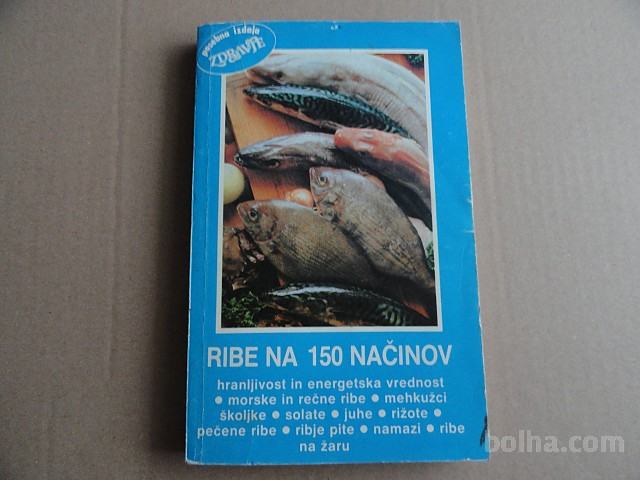 posebna izdaja
ZDRAVJE
RIBE NA 150 NAČINOV
hranljivost in energetska vrednost
● morske in rečne ribe ● mehkužci
školjke ● solate ● juhe ● rižote ●
pečene ribe ● ribje pite ● namazi ● ribe
na žaru
bolha.com